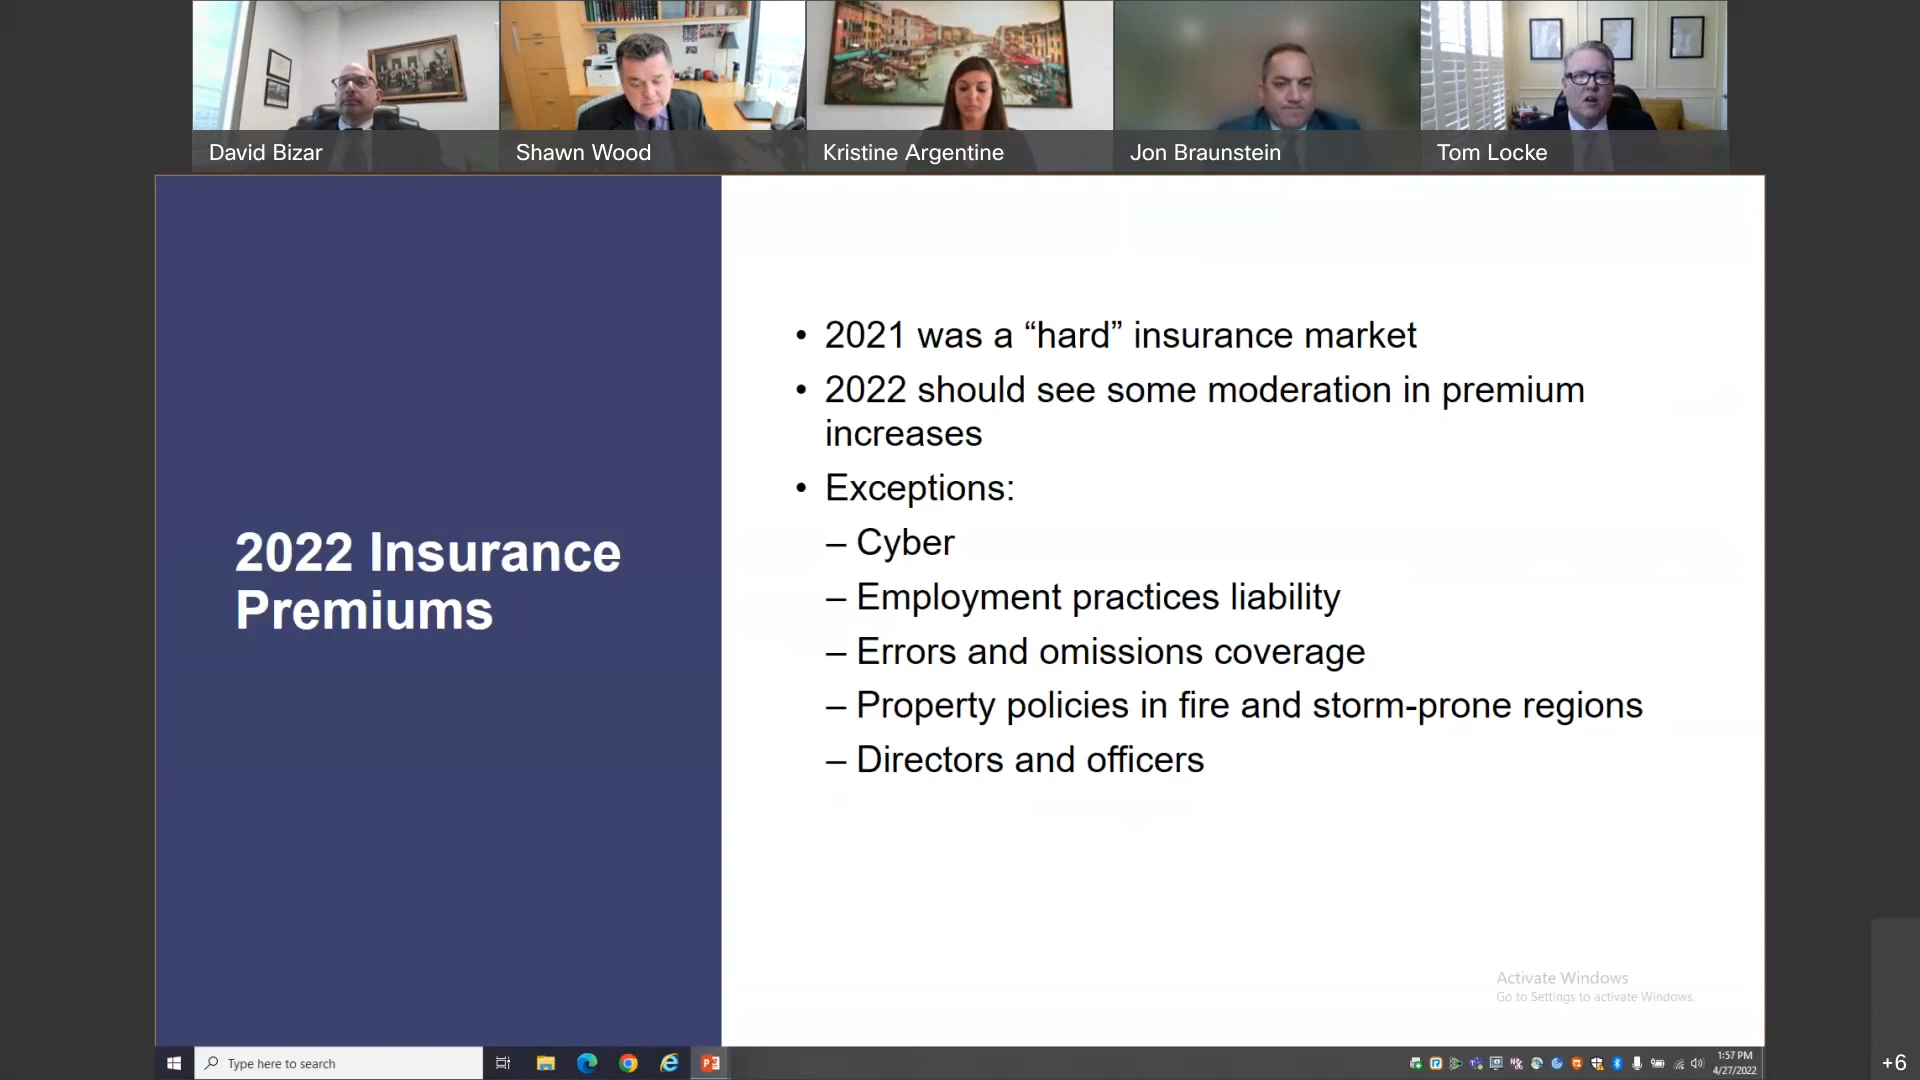 David Bizar
Shawn Wood
Kristine Argentine
Jon Braunstein
Tom Locke
2022 Insurance
Premiums
• 2021 was a “hard” insurance market
• 2022 should see some moderation in premium
increases
• Exceptions:
– Cyber
– Employment practices liability
– Errors and omissions coverage
– Property policies in fire and storm-prone regions
– Directors and officers
Activate Windows
Go to Settings to activate Windows.
Type here to search
1:57 PM
4/27/2022
+6